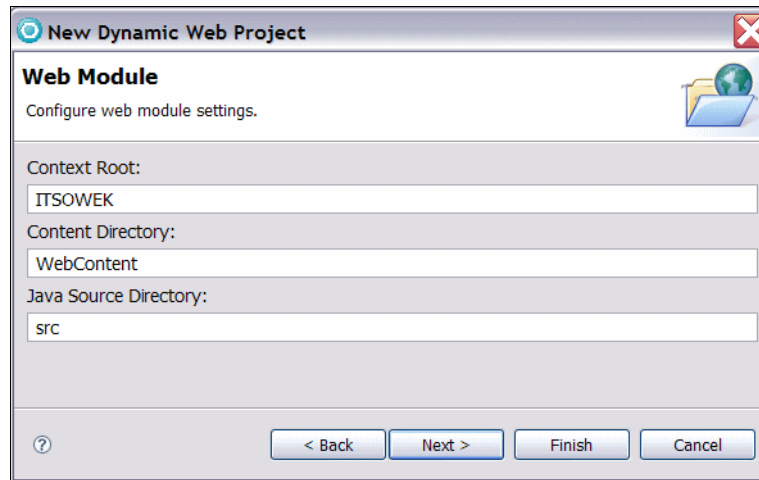 New Dynamic Web Project
Web Module
Configure web module settings.
Context Root:
ITSOWEK
Content Directory:
WebContent
Java Source Directory:
src
? < Back Next > Finish Cancel